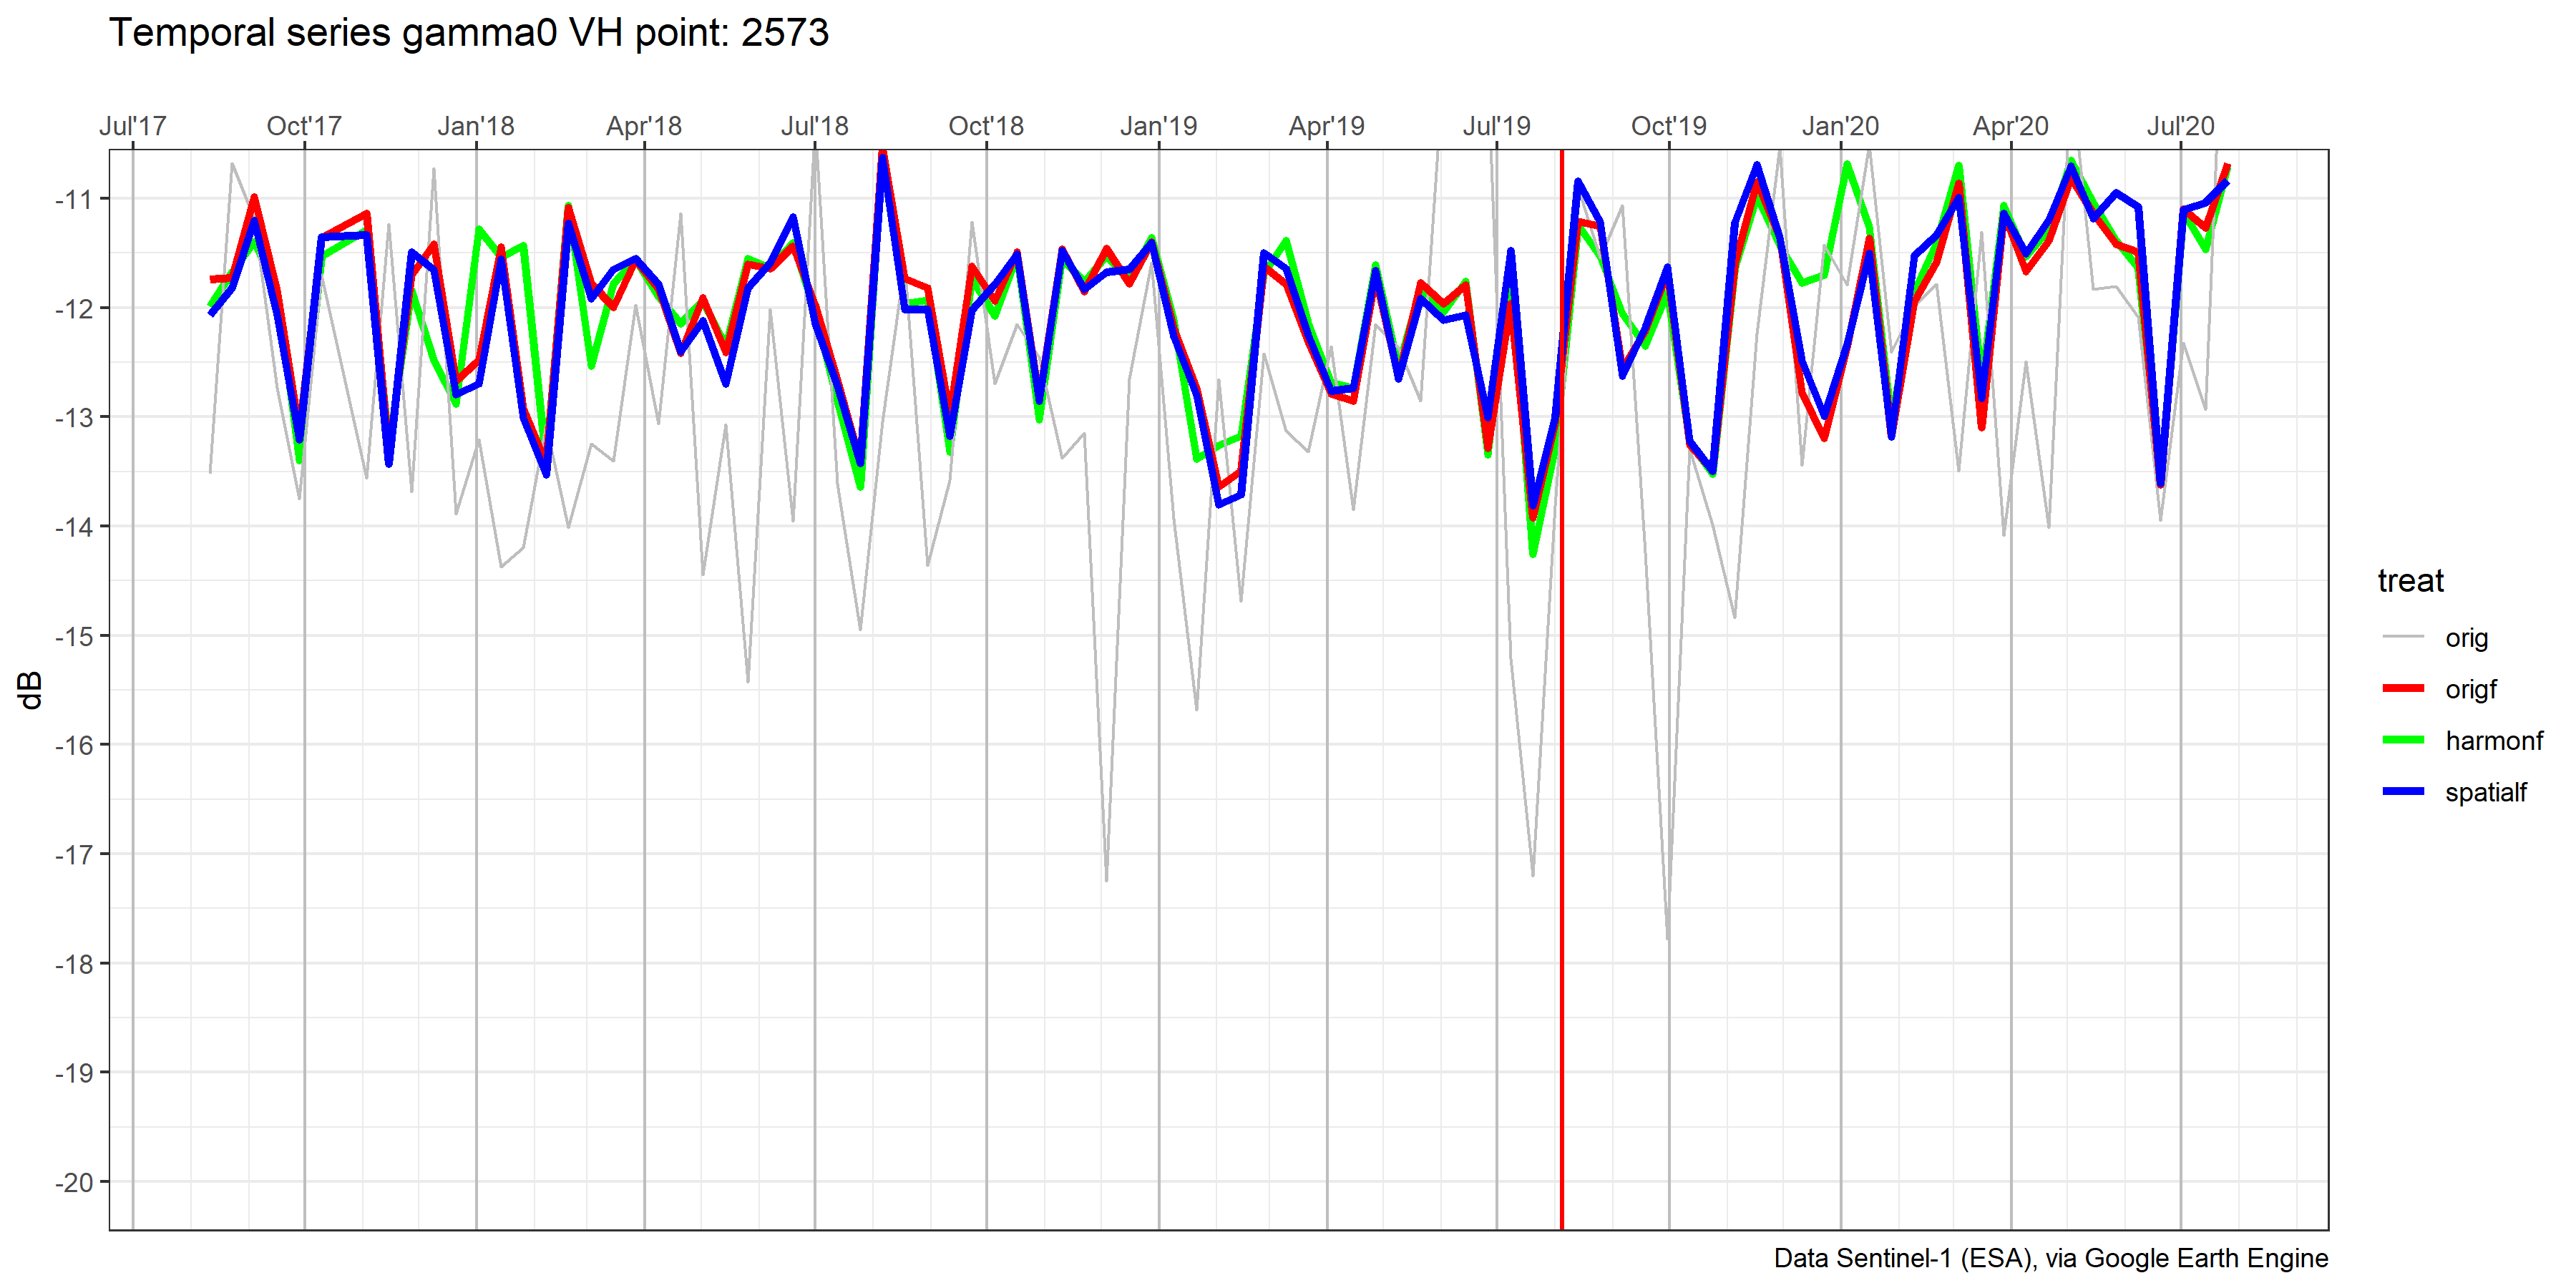 Temporal series gamma0 VH point: 2573
Jul'17 Oct'17 Jan'18 Apr'18 Jul'18 Oct'18 Jan'19 Apr'19 Jul'19 Oct'19 Jan'20 Apr'20 Jul'20
-11
-12
-13
-14
-15
-16
-17
-18
-19
-20
dB
treat
orig
origf
harmonf
spatialf
Data Sentinel-1 (ESA), via Google Earth Engine